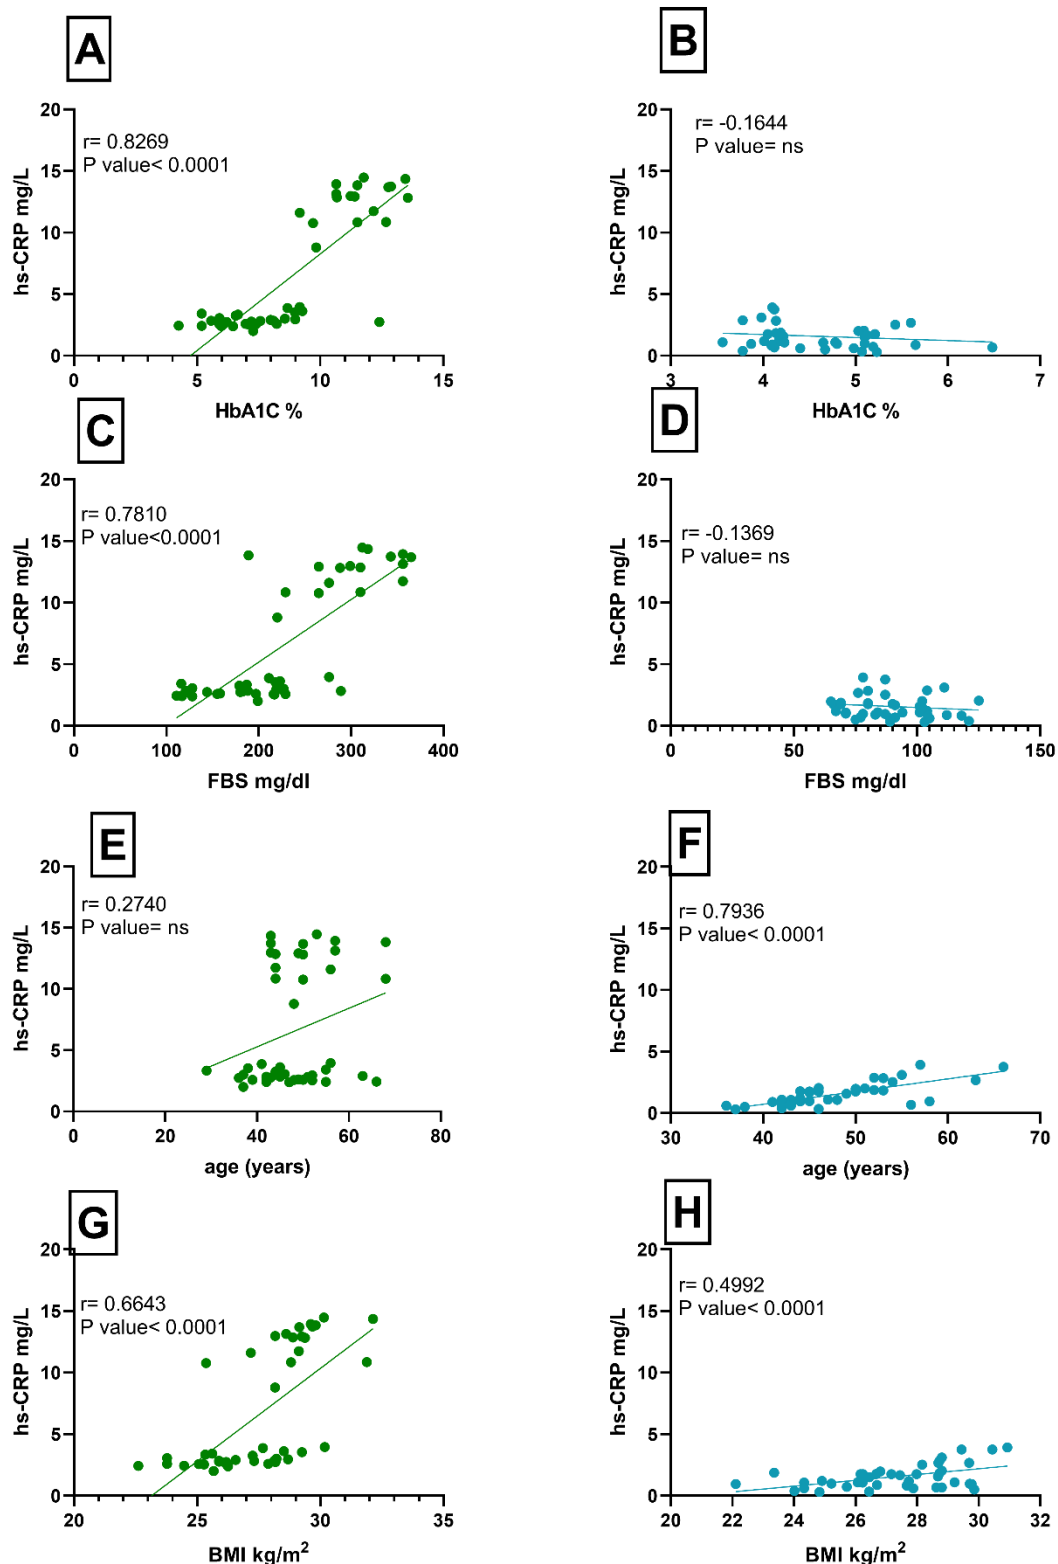 A
r= 0.8269
P value< 0.0001
hs-CRP mg/L
20
15
10
5
0
0 5 10 15
HbA1C %
B
r= -0.1644
P value= ns
hs-CRP mg/L
20
15
10
5
0
3 4 5 6 7
HbA1C %
C
r= 0.7810
P value<0.0001
hs-CRP mg/L
20
15
10
5
0
0 100 200 300 400
FBS mg/dl
D
r= -0.1369
P value= ns
hs-CRP mg/L
20
15
10
5
0
0 50 100 150
FBS mg/dl
E
r= 0.2740
P value= ns
hs-CRP mg/L
20
15
10
5
0
0 20 40 60 80
age (years)
F
r= 0.7936
P value< 0.0001
hs-CRP mg/L
20
15
10
5
0
30 40 50 60 70
age (years)
G
r= 0.6643
P value< 0.0001
hs-CRP mg/L
20
15
10
5
0
20 25 30 35
BMI kg/m²
H
r= 0.4992
P value< 0.0001
hs-CRP mg/L
20
15
10
5
0
20 22 24 26 28 30 32
BMI kg/m²